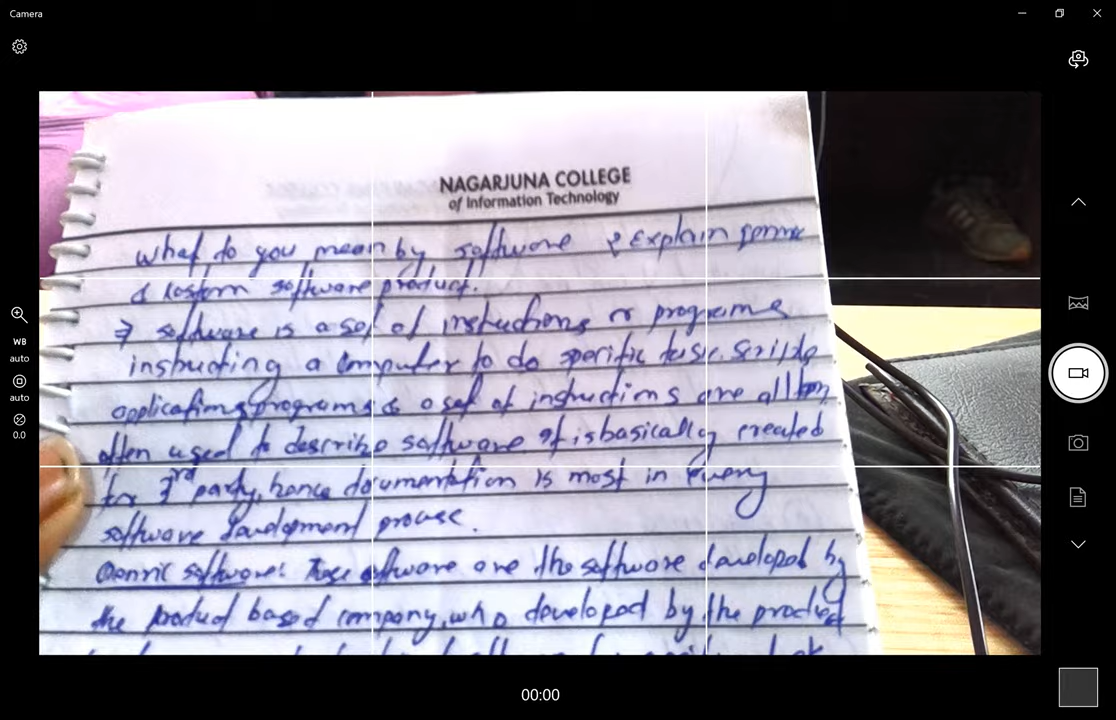 Camera
NAGARJUNA COLLEGE
of Information Technology
what do you mean by software ? Explain
& software product.
→ software is a set of instructions or programs
instructing a computer to do specific task. Scripts
applications, programs & a set of instructions are all
often used to describe software It is basically created
for 3rd party, hence documentation is most in every
software
software: software are the software developed by
the product based company, who developed by the product
WB
auto
auto
0.0
00:00